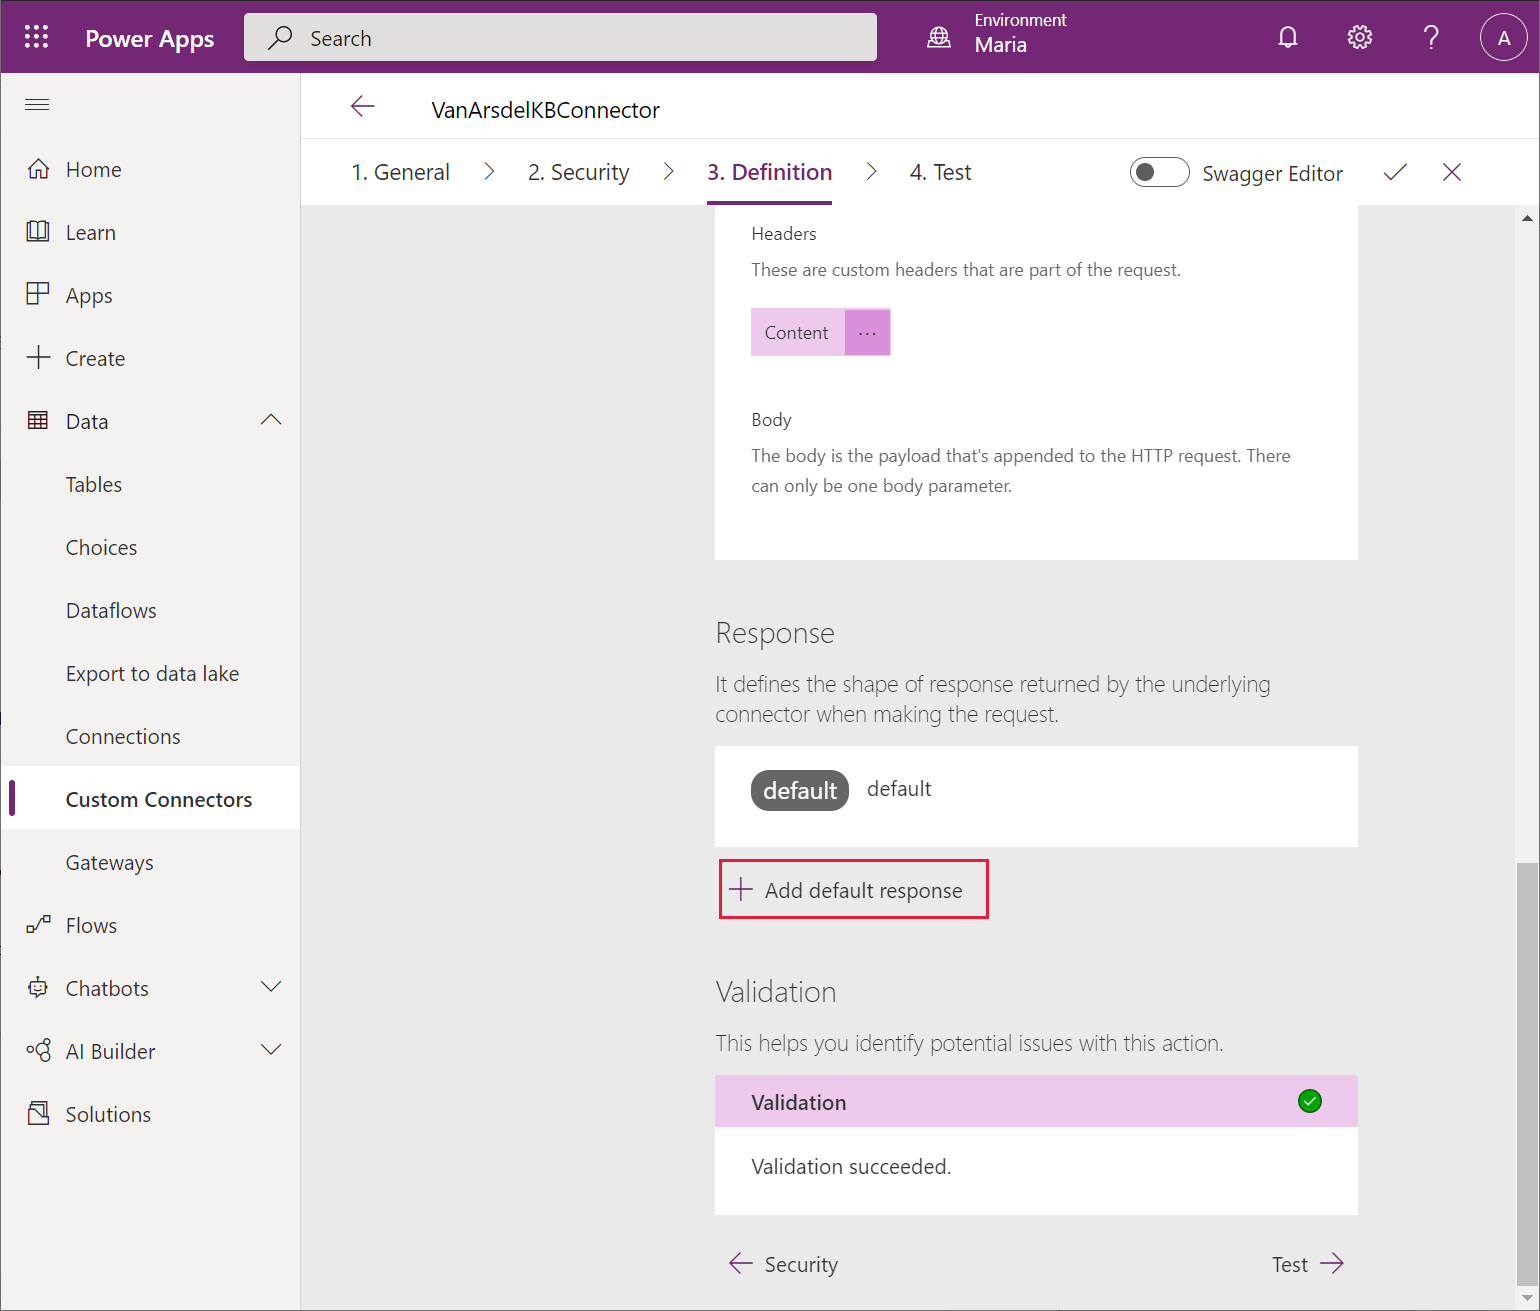 Power Apps
Search
Environment
Maria
A
VanArsdelKBConnector
1. General
2. Security
3. Definition
4. Test
Swagger Editor
Home
Learn
Apps
Create
Data
Tables
Choices
Dataflows
Export to data lake
Connections
Custom Connectors
Gateways
Flows
Chatbots
AI Builder
Solutions
Headers
These are custom headers that are part of the request.
Content ...
Body
The body is the payload that's appended to the HTTP request. There
can only be one body parameter.
Response
It defines the shape of response returned by the underlying
connector when making the request.
default default
Add default response
Validation
This helps you identify potential issues with this action.
Validation
Validation succeeded.
Security
Test